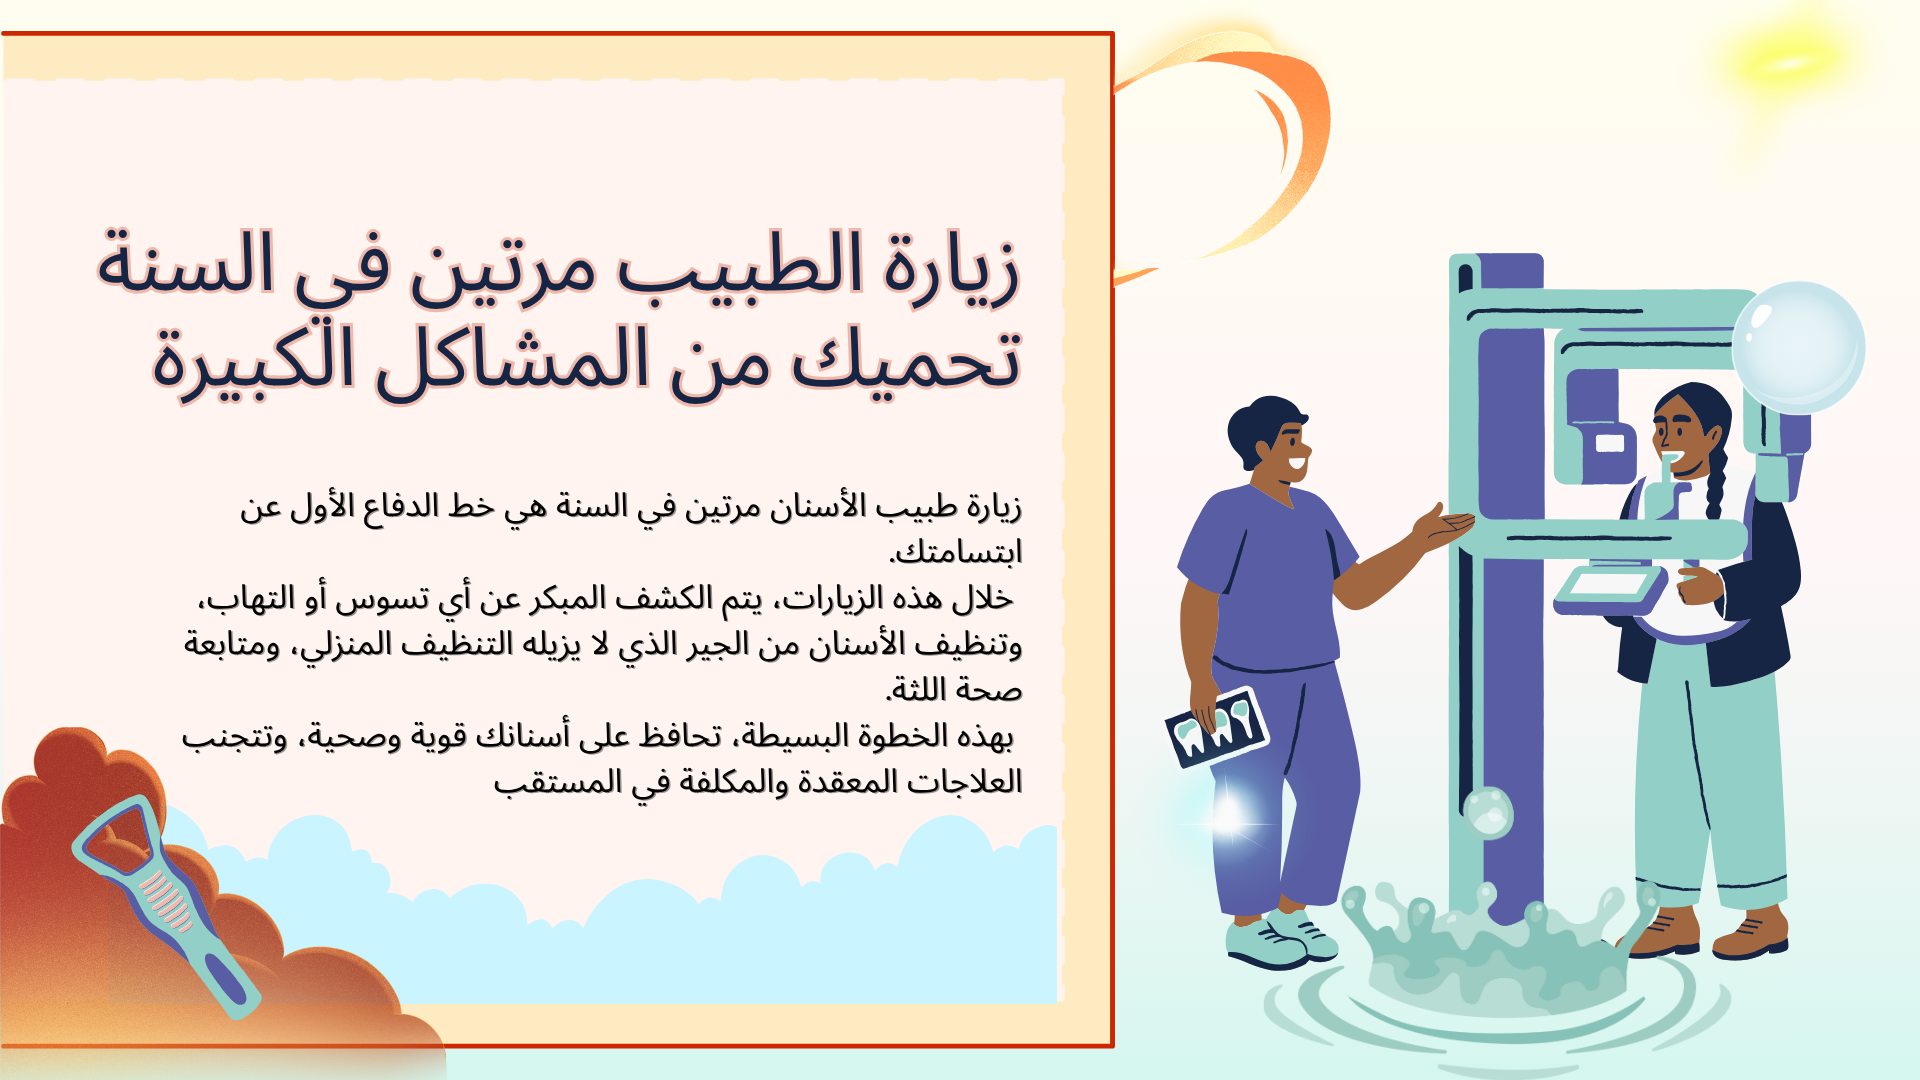 زيارة الطبيب مرتين في السنة
تحميك من المشاكل الكبيرة
زيارة طبيب الأسنان مرتين في السنة هي خط الدفاع الأول عن
ابتسامتك.
خلال هذه الزيارات، يتم الكشف المبكر عن أي تسوس أو التهاب،
وتنظيف الأسنان من الجير الذي لا يزيله التنظيف المنزلي، ومتابعة
صحة اللثة.
بهذه الخطوة البسيطة، تحافظ على أسنانك قوية وصحية، وتتجنب
العلاجات المعقدة والمكلفة في المستقب